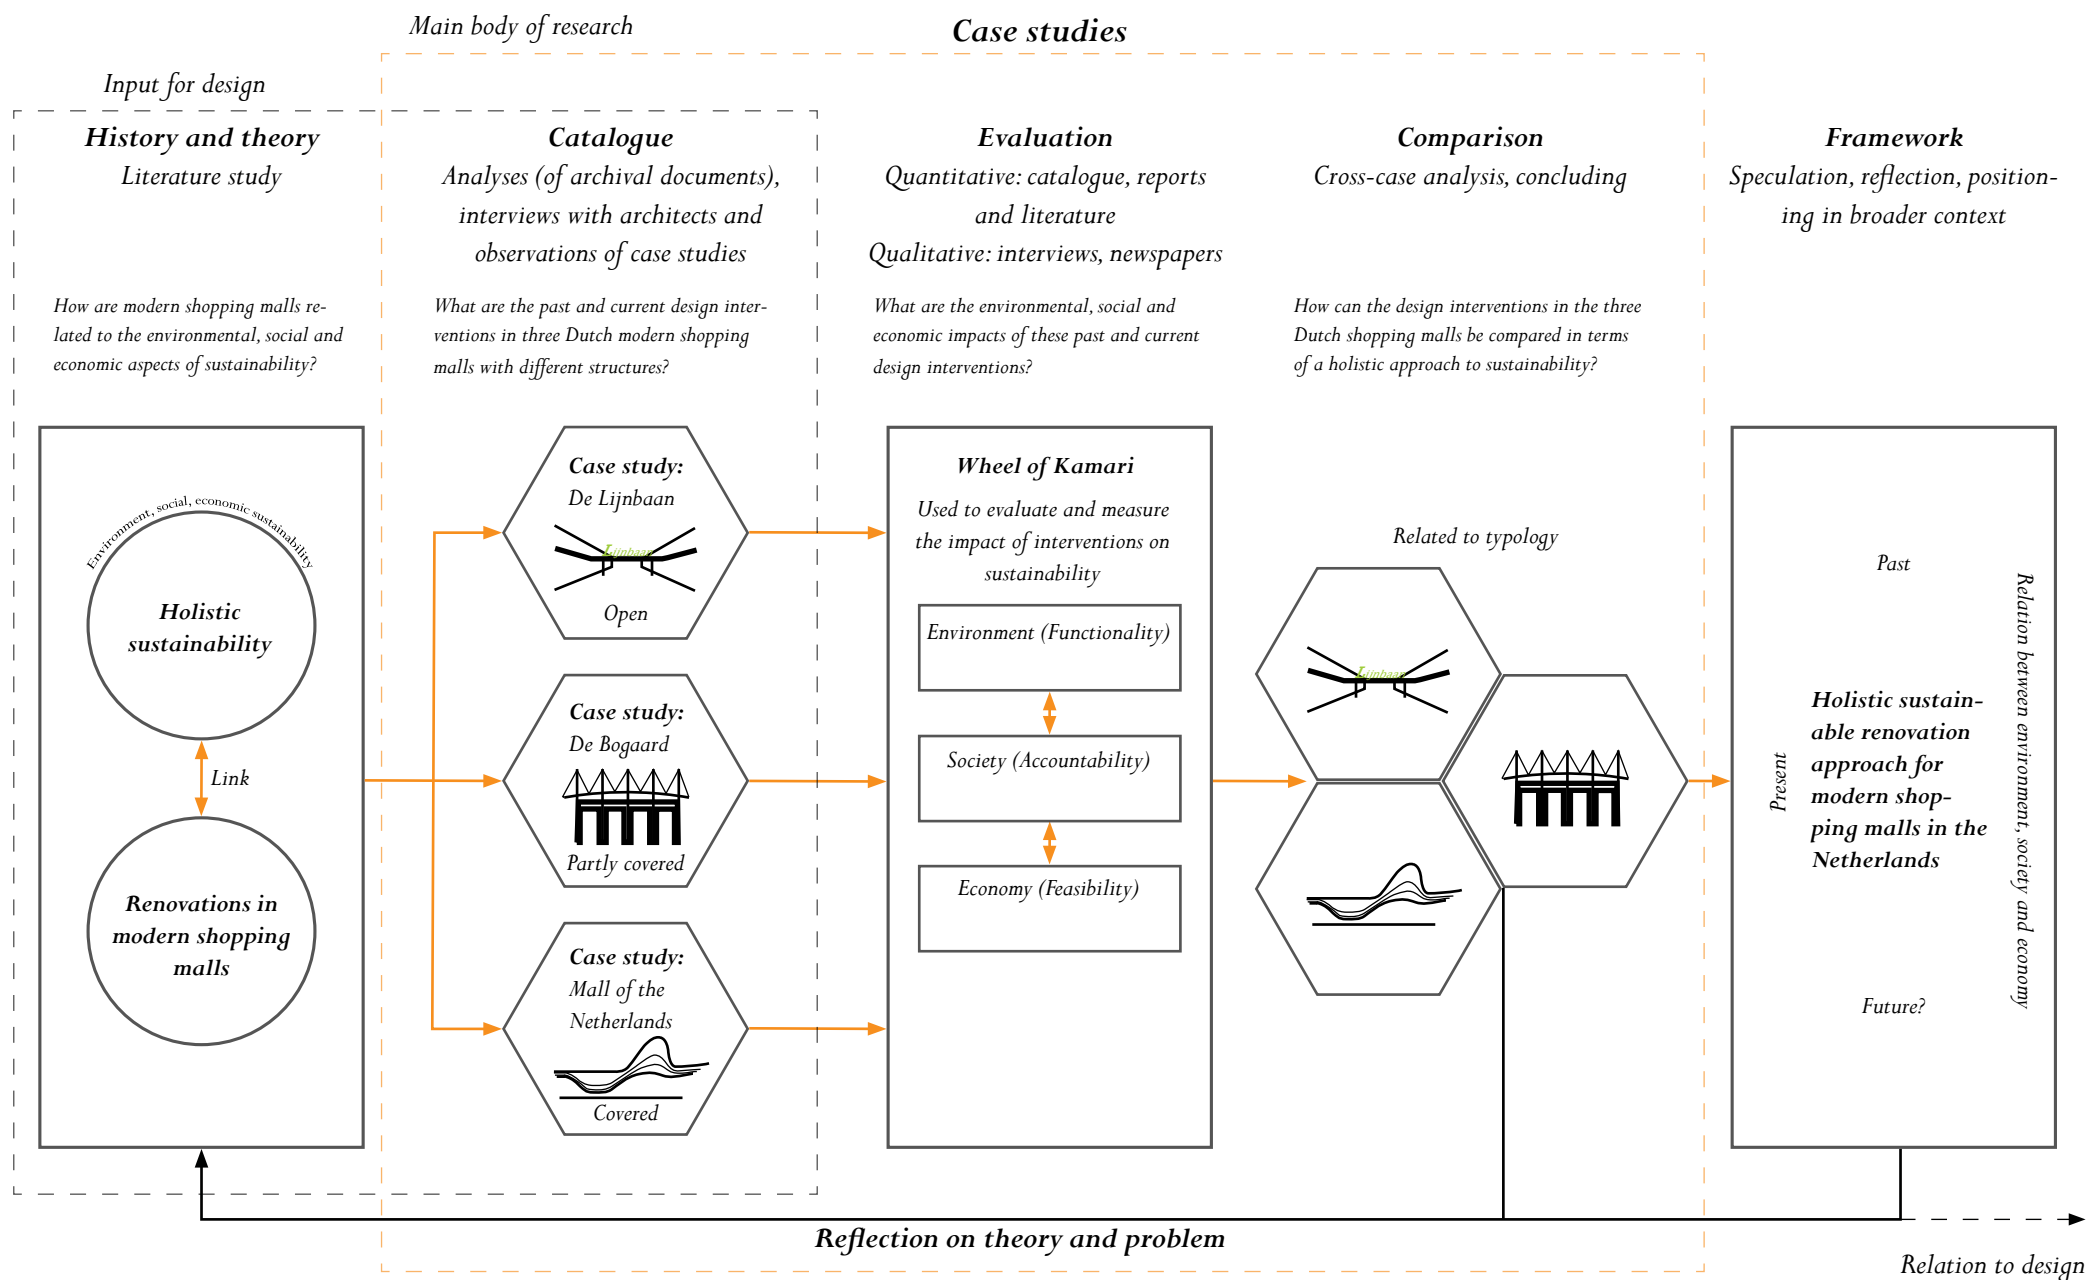 Main body of research
Case studies
Input for design
History and theory
Literature study
How are modern shopping malls re-
lated to the environmental, social and
economic aspects of sustainability?
Catalogue
Analyses (of archival documents),
interviews with architects and
observations of case studies
What are the past and current design inter-
ventions in three Dutch modern shopping
malls with different structures?
Evaluation
Quantitative: catalogue, reports
and literature
Qualitative: interviews, newspapers
What are the environmental, social and
economic impacts of these past and current
design interventions?
Comparison
Cross-case analysis, concluding
How can the design interventions in the three
Dutch shopping malls be compared in terms
of a holistic approach to sustainability?
Framework
Speculation, reflection, position-
ing in broader context
Environment, social, economic sustainability
Holistic
sustainability
Link
Renovations in
modern shopping
malls
Case study:
De Lijnbaan
Lijnbaan
Open
Case study:
De Bogaard
Partly covered
Case study:
Mall of the
Netherlands
Covered
Wheel of Kamari
Used to evaluate and measure
the impact of interventions on
sustainability
Environment (Functionality)
Society (Accountability)
Economy (Feasibility)
Related to typology
Lijnbaan
Past
Present
Holistic sustain-
able renovation
approach for
modern shop-
ping malls in the
Netherlands
Relation between environment, society and economy
Future?
Reflection on theory and problem
Relation to design